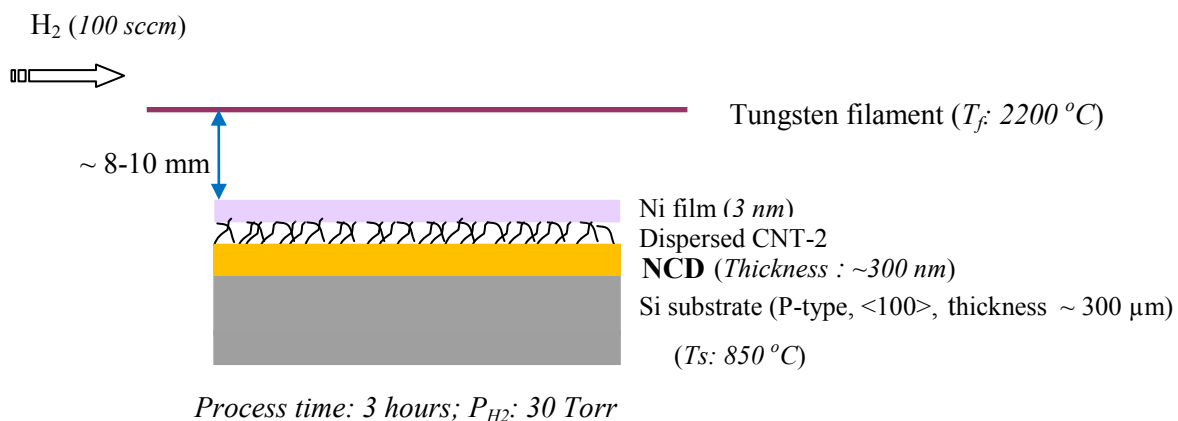 H2 (100 sccm)
Tungsten filament (Tf: 2200 °C)
~ 8-10 mm
Ni film (3 nm)
Dispersed CNT-2
NCD (Thickness : ~300 nm)
Si substrate (P-type, <100>, thickness ~ 300 µm)
(Ts: 850 °C)
Process time: 3 hours; PH2: 30 Torr